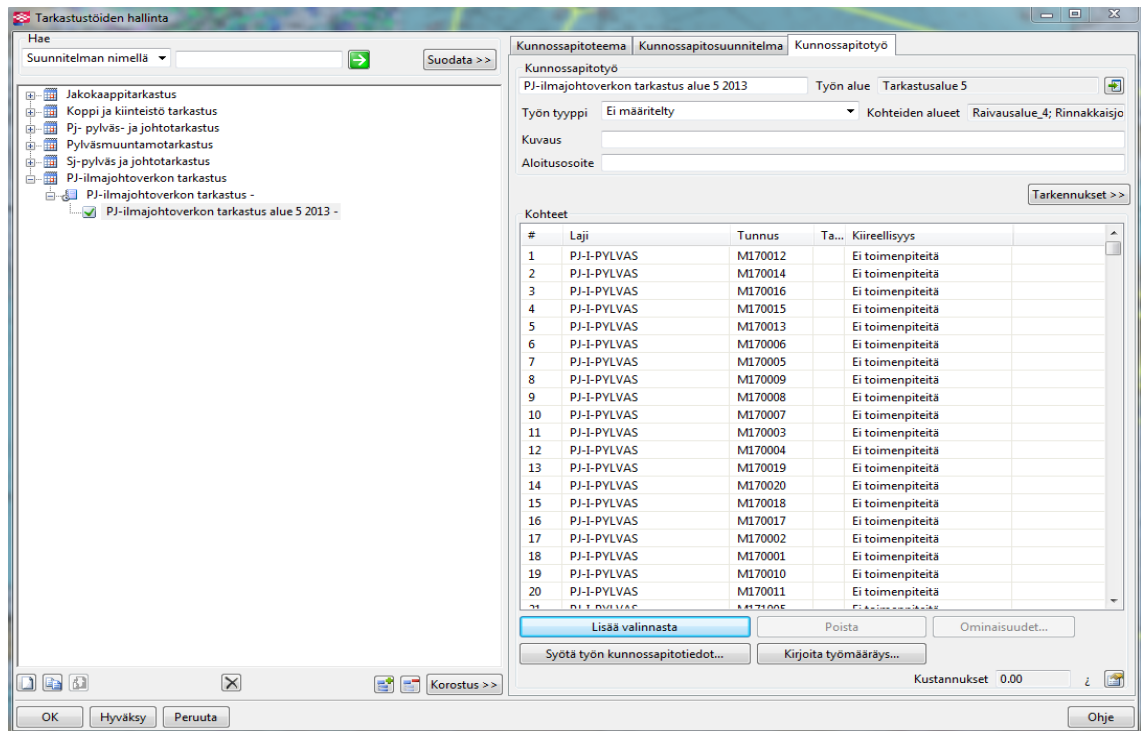 Tarkastustöiden hallinta
Hae
Suunnitelman nimellä
Suodata >>
Jakokaappitarkastus
Koppi ja kiinteistö tarkastus
Pj- pylväs- ja johtotarkastus
Pylväsmuuntamotarkastus
Sj-pylväs ja johtotarkastus
PJ-ilmajohtoverkon tarkastus
PJ-ilmajohtoverkon tarkastus -
PJ-ilmajohtoverkon tarkastus alue 5 2013 -
Korostus >>
Kunnossapitoteema Kunnossapitosuunnitelma Kunnossapitotyö
Kunnossapitotyö
PJ-ilmajohtoverkon tarkastus alue 5 2013 Työn alue Tarkastusalue 5
Työn tyyppi Ei määritelty Kohteiden alueet Raivausalue_4; Rinnakkaisjo
Kuvaus
Aloitusosoite
Tarkennukset >>
Kohteet
# Laji Tunnus Ta... Kiireellisyys
1 PJ-I-PYLVAS M170012 Ei toimenpiteitä
2 PJ-I-PYLVAS M170014 Ei toimenpiteitä
3 PJ-I-PYLVAS M170016 Ei toimenpiteitä
4 PJ-I-PYLVAS M170015 Ei toimenpiteitä
5 PJ-I-PYLVAS M170013 Ei toimenpiteitä
6 PJ-I-PYLVAS M170006 Ei toimenpiteitä
7 PJ-I-PYLVAS M170005 Ei toimenpiteitä
8 PJ-I-PYLVAS M170009 Ei toimenpiteitä
9 PJ-I-PYLVAS M170008 Ei toimenpiteitä
10 PJ-I-PYLVAS M170007 Ei toimenpiteitä
11 PJ-I-PYLVAS M170003 Ei toimenpiteitä
12 PJ-I-PYLVAS M170004 Ei toimenpiteitä
13 PJ-I-PYLVAS M170019 Ei toimenpiteitä
14 PJ-I-PYLVAS M170020 Ei toimenpiteitä
15 PJ-I-PYLVAS M170018 Ei toimenpiteitä
16 PJ-I-PYLVAS M170017 Ei toimenpiteitä
17 PJ-I-PYLVAS M170002 Ei toimenpiteitä
18 PJ-I-PYLVAS M170001 Ei toimenpiteitä
19 PJ-I-PYLVAS M170010 Ei toimenpiteitä
20 PJ-I-PYLVAS M170011 Ei toimenpiteitä
21 PJ-I-PYLVAS M171005 Ei toimenpiteitä
Lisää valinnasta Poista Ominaisuudet...
Syötä työn kunnossapitotiedot... Kirjoita työmääräys...
Kustannukset 0.00 ¿
OK Hyväksy Peruuta Ohje